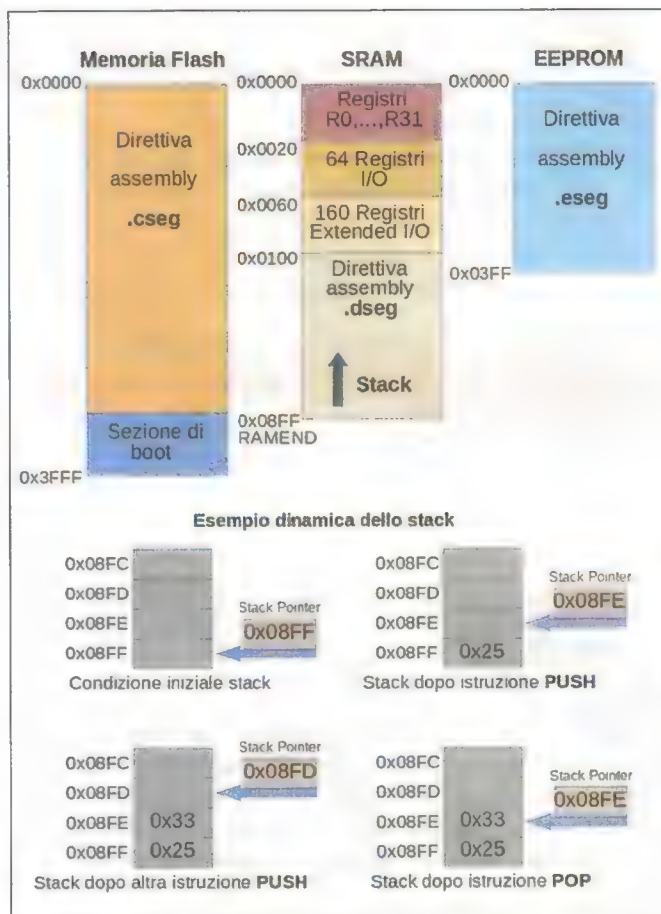 Memoria Flash
SRAM
EEPROM
0x0000
Direttiva
assembly
.cseg
Sezione di
boot
0x3FFF
0x0000
Registri
R0,...,R31
0x0020
64 Registri
I/O
0x0060
160 Registri
Extended I/O
0x0100
Direttiva
assembly
.dseg
Stack
0x08FF
RAMEND
0x0000
Direttiva
assembly
.eseg
0x03FF
Esempio dinamica dello stack
0x08FC
0x08FD
0x08FE
0x08FF
Stack Pointer
0x08FF
Condizione iniziale stack
0x08FC
0x08FD
0x08FE
0x08FF 0x25
Stack Pointer
0x08FE
Stack dopo istruzione PUSH
0x08FC
0x08FD
0x08FE 0x33
0x08FF 0x25
Stack Pointer
0x08FD
Stack dopo altra istruzione PUSH
0x08FC
0x08FD
0x08FE 0x33
0x08FF 0x25
Stack Pointer
0x08FE
Stack dopo istruzione POP